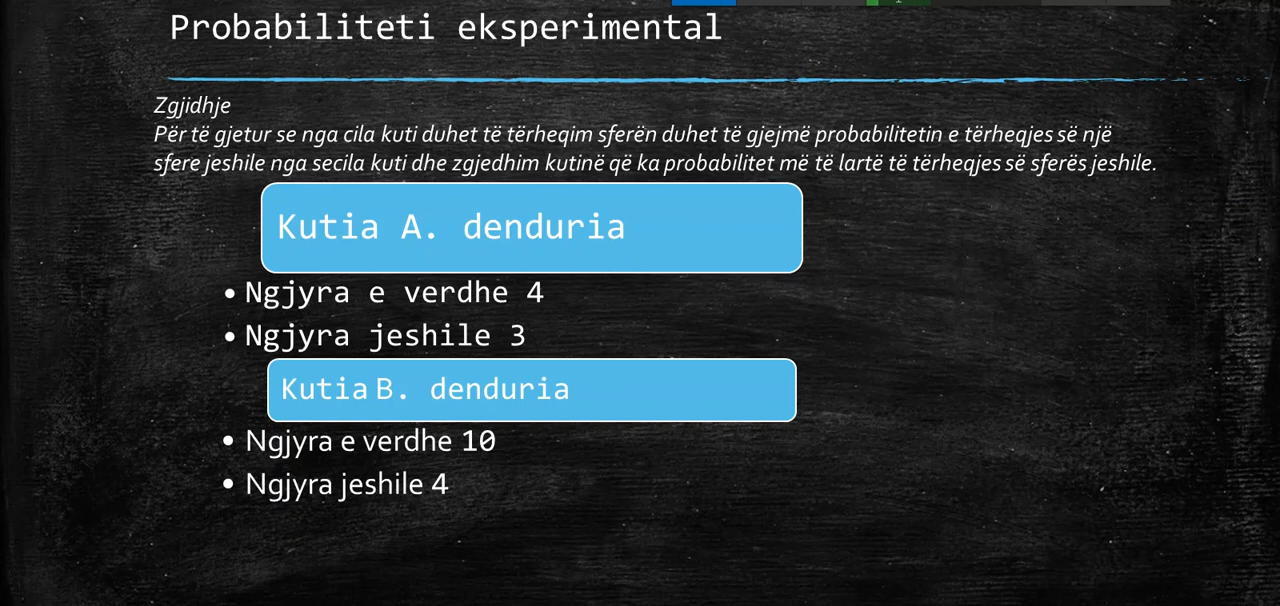 Probabiliteti eksperimental
Zgjidhje
Për të gjetur se nga cila kuti duhet të tërheqim sferën duhet të gjejmë probabilitetin e tërheqjes së një
sfere jeshile nga secila kuti dhe zgjedhim kutinë që ka probabilitet më të lartë të tërheqjes së sferës jeshile.
Kutia A. denduria
• Ngjyra e verdhe 4
• Ngjyra jeshile 3
Kutia B. denduria
• Ngjyra e verdhe 10
• Ngjyra jeshile 4